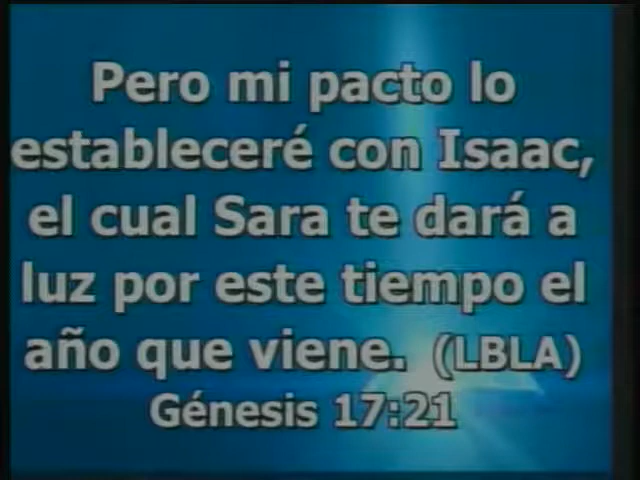 Pero mi pacto lo
estableceré con Isaac,
el cual Sara te dará a
luz por este tiempo el
año que viene. (LBLA)
Génesis 17:21